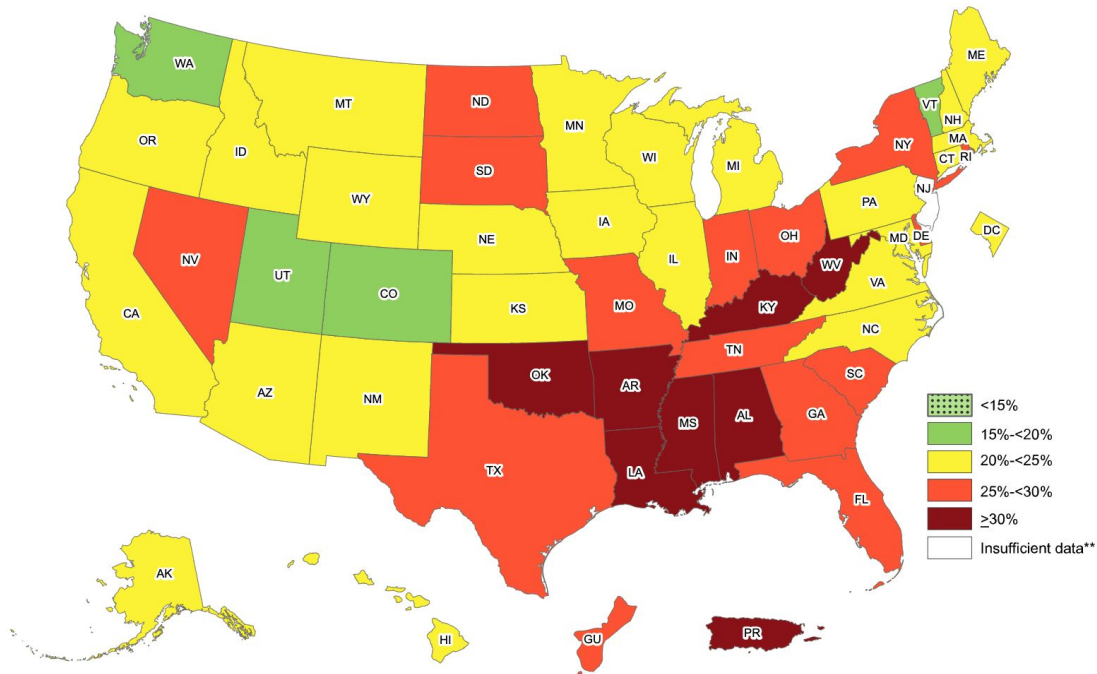 WA
MT
ND
MN
ME
VT
NH
OR
ID
WY
SD
WI
MI
NY
MA
CT
RI
NE
IA
PA
NJ
NV
UT
CO
KS
MO
IL
IN
OH
WV
MD
DE
DC
CA
KY
VA
AZ
NM
OK
AR
TN
NC
SC
MS
AL
GA
TX
LA
FL
AK
HI
GU
PR
<15%
15%-<20%
20%-<25%
25%-<30%
≥30%
Insufficient data**